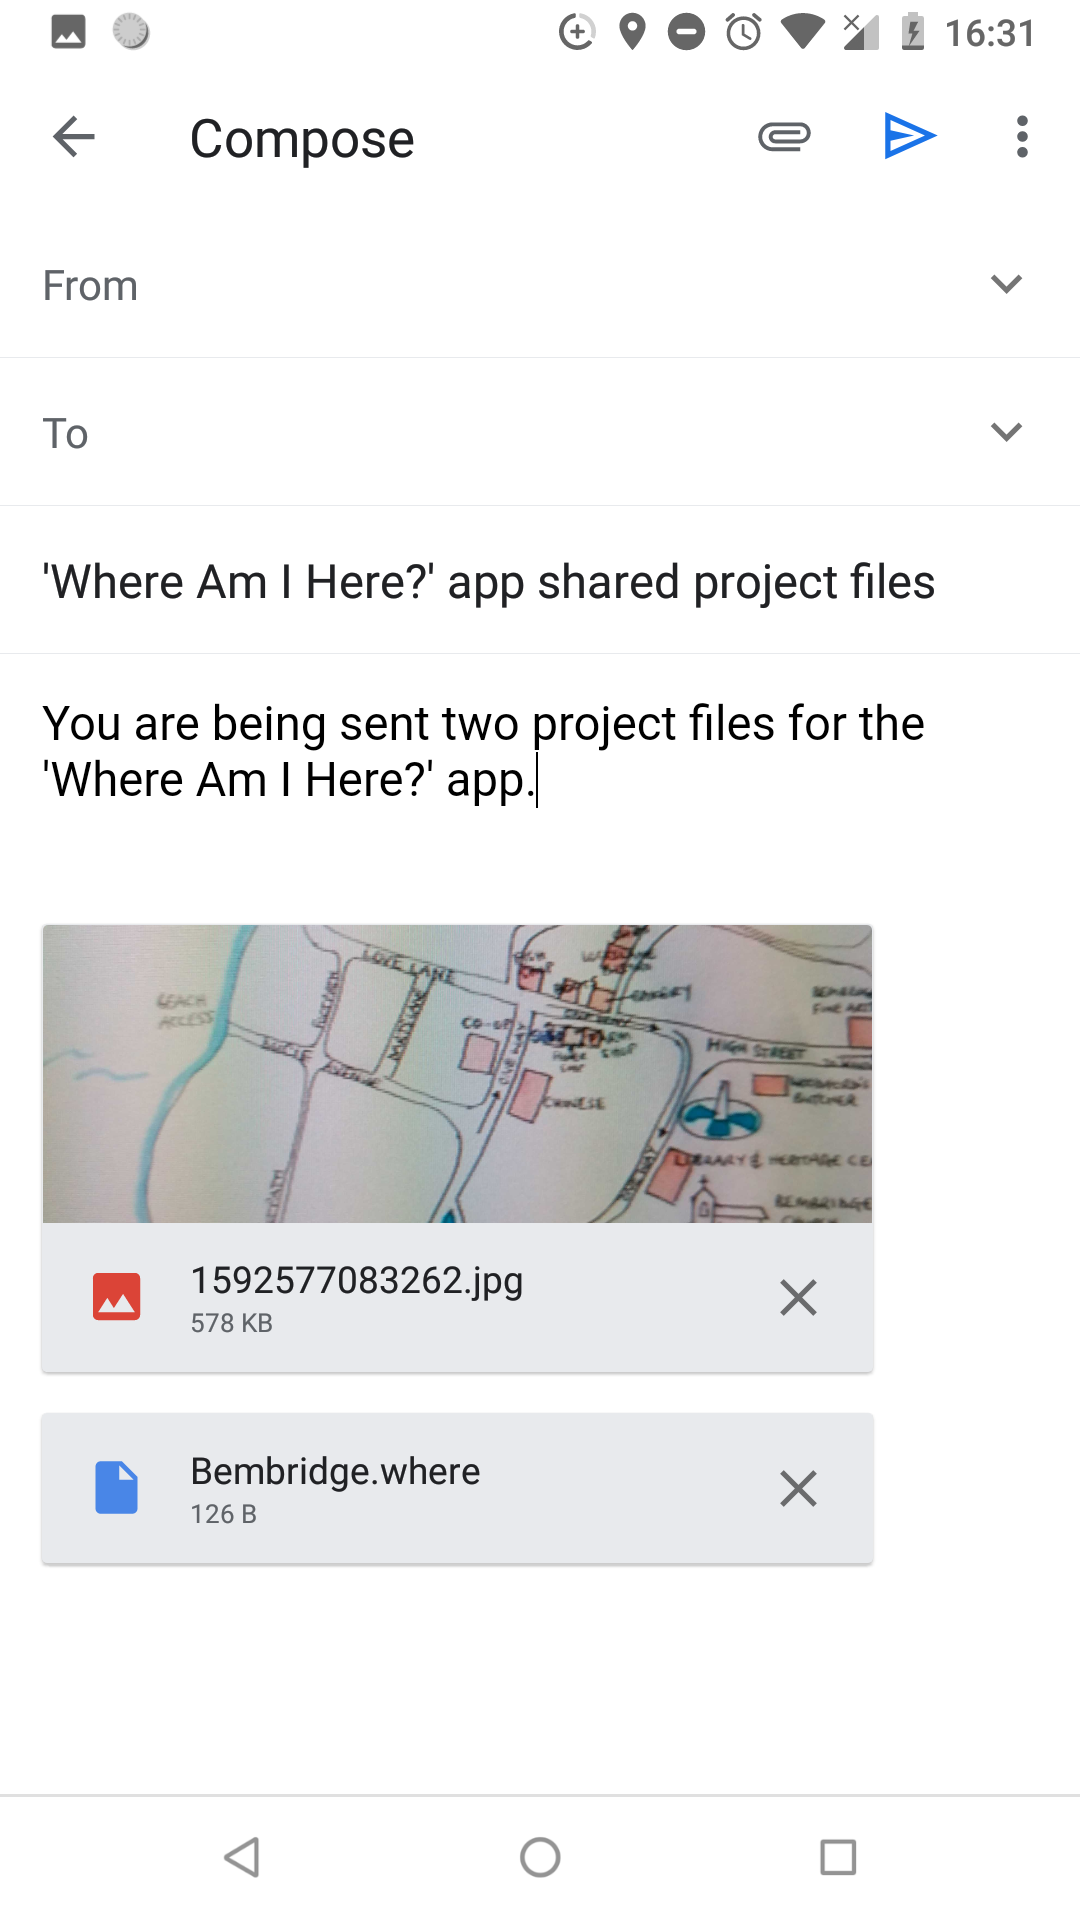 16:31
Compose
From
To
'Where Am I Here?' app shared project files
You are being sent two project files for the
'Where Am I Here?' app.
LOVE LANE
BEACH
ACCESS
CO-OP
BAKERY
HIGH STREET
CHINESE
BUTCHER
LIBRARY & HERITAGE CE
BEMBRIDGE
1592577083262.jpg
578 KB
Bembridge.where
126 B